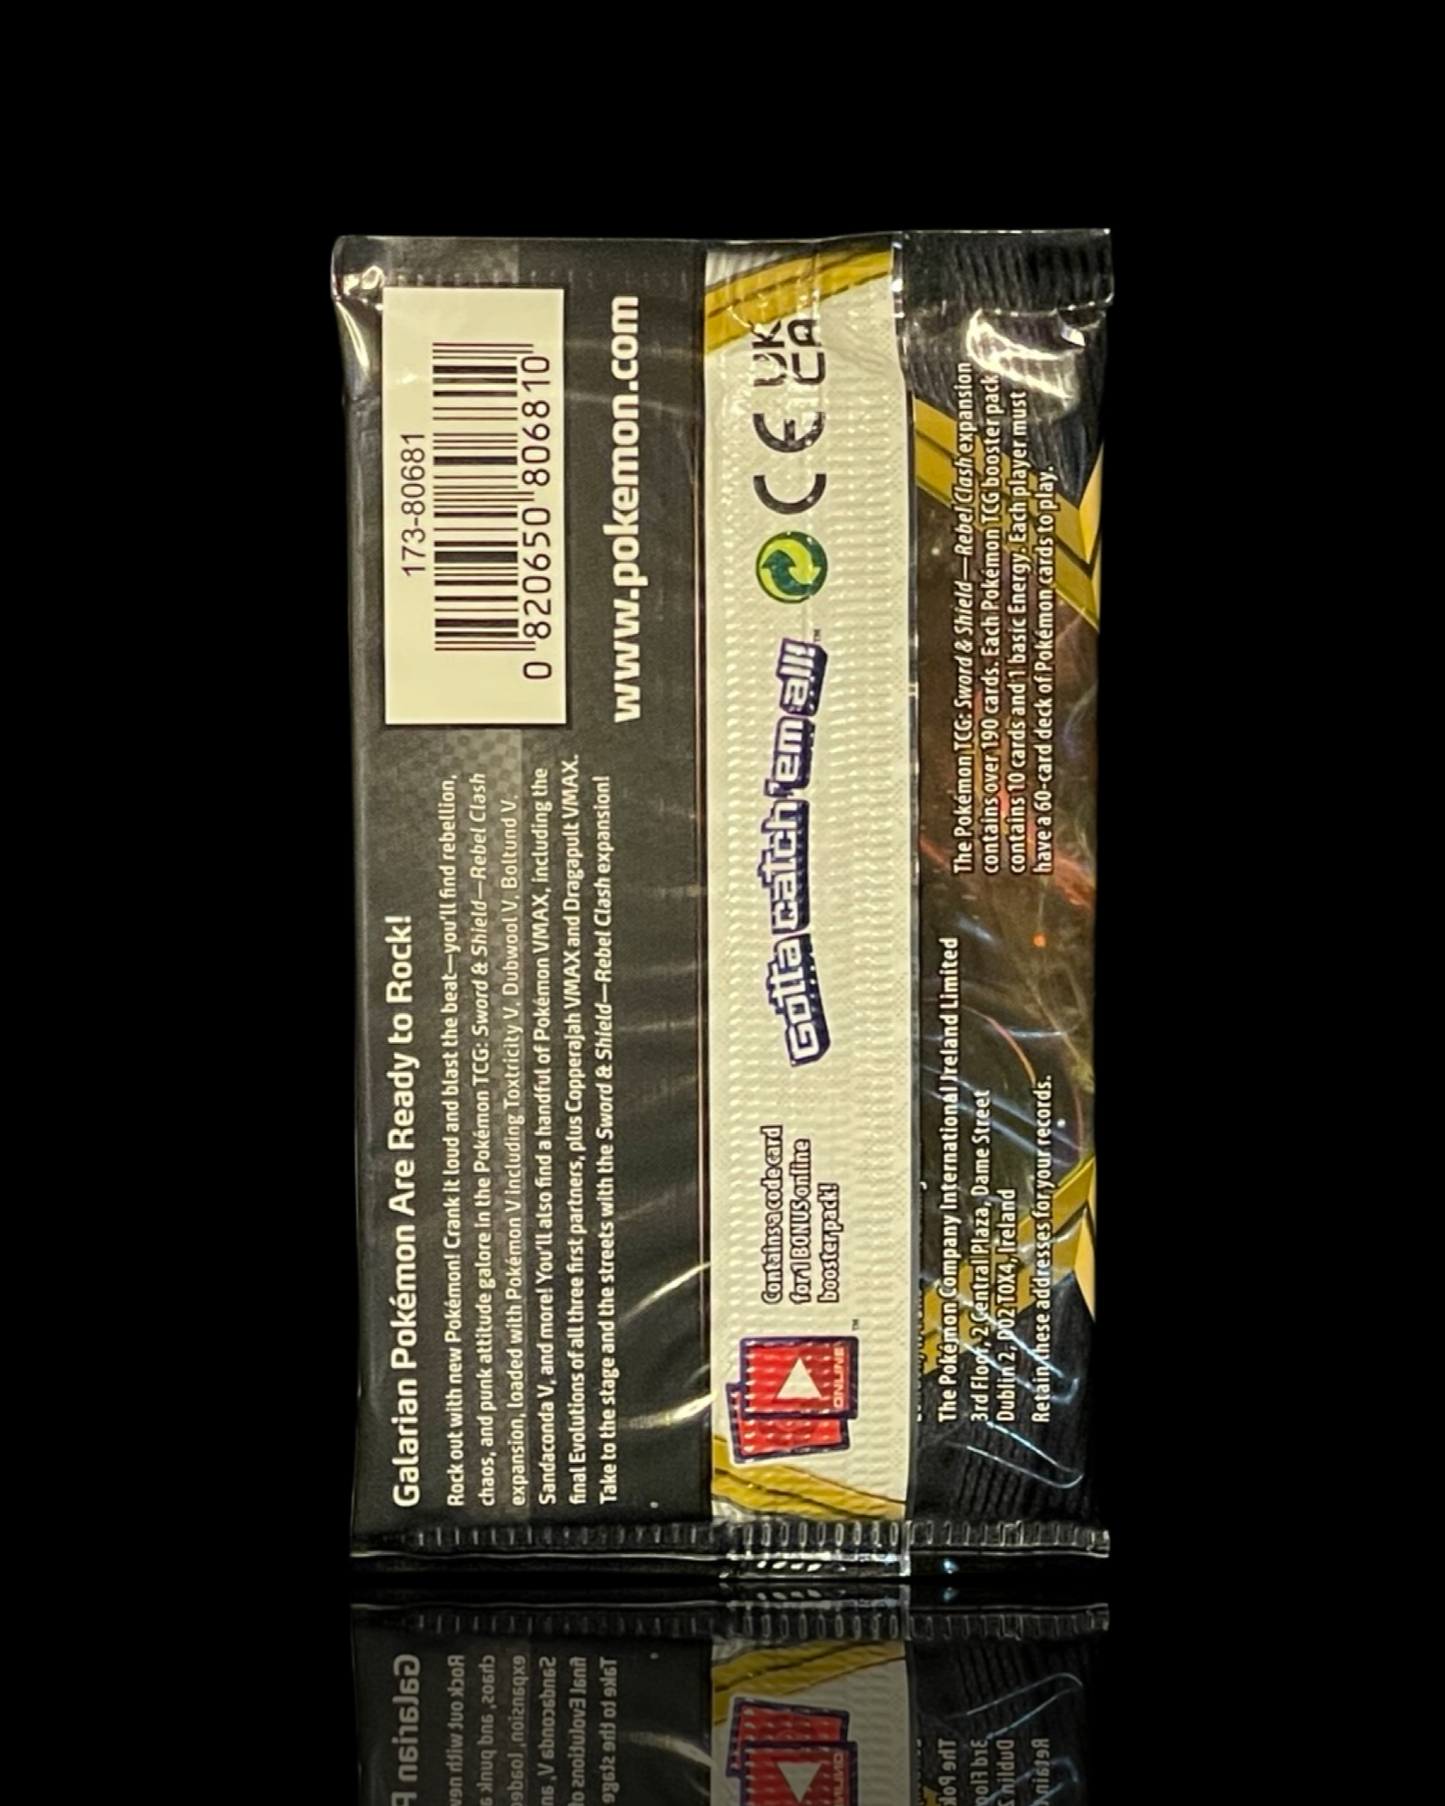 Galarian Pokémon Are Ready to Rock!
Rock out with new Pokémon! Crank it loud and blast the beat—you'll find rebellion,
chaos, and punk attitude galore in the Pokémon TCG: Sword & Shield—Rebel Clash
expansion, loaded with Pokémon V including Toxtricity V, Dubwool V, Boltund V,
Sandaconda V, and more! You'll also find a handful of Pokémon VMAX, including the
final Evolutions of all three first partners, plus Copperajah VMAX and Dragapult VMAX.
Take to the stage and the streets with the Sword & Shield—Rebel Clash expansion!
173-80681
0 820650 806810
www.pokemon.com
ONLINE
TM
Contains a code card
for 1 BONUS online
booster pack!
Gotta catch 'em all!
TM
CE
UK
CA
The Pokémon Company International Ireland Limited
3rd Floor, 2 Central Plaza, Dame Street
Dublin 2, D02 T0X4, Ireland
Retain these addresses for your records.
The Pokémon TCG: Sword & Shield—Rebel Clash expansion
contains over 190 cards. Each Pokémon TCG booster pack
contains 10 cards and 1 basic Energy. Each player must
have a 60-card deck of Pokémon cards to play.